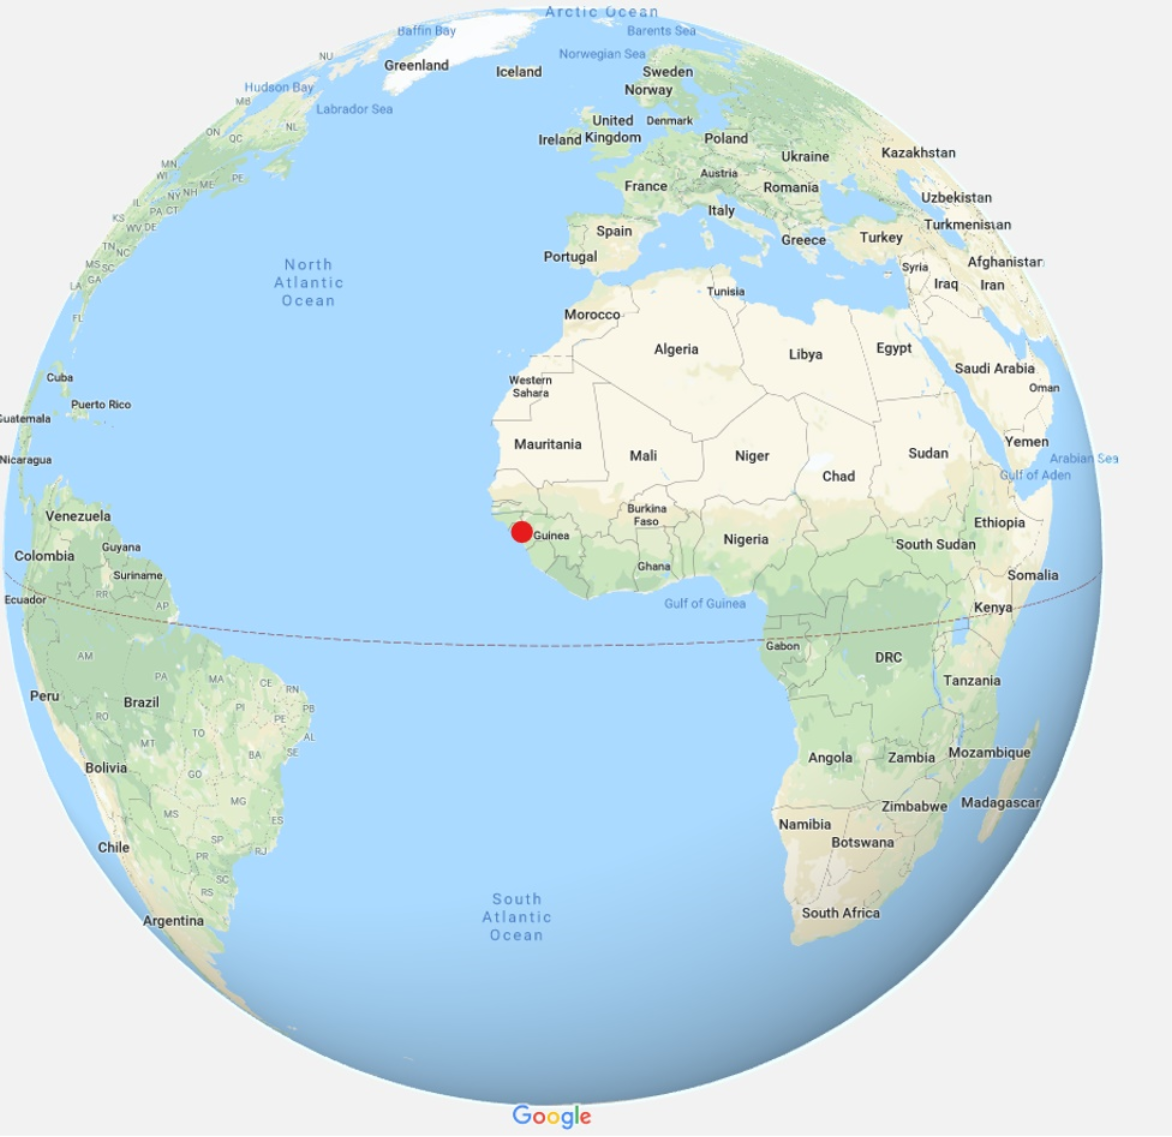 Arctic Ocean
Baffin Bay
Barents Sea
NU
Norwegian Sea
Greenland
Iceland
Sweden
Hudson Bay
Norway
MB
Labrador Sea
United
Kingdom
Denmark
ON
QC
NL
Ireland
Poland
Ukraine
Kazakhstan
MN
WI
PE
Austria
France
Romania
NY
NH
ME
Uzbekistan
IL
PA
CT
Italy
KS
WV
DE
Turkmenistan
Spain
Greece
Turkey
TN
NC
Portugal
North
Atlantic
Ocean
MS
SC
Syria
Afghanistan
GA
LA
Iraq
Iran
Tunisia
FL
Morocco
Algeria
Libya
Egypt
Cuba
Saudi Arabia
Western
Sahara
Oman
Puerto Rico
Guatemala
Mauritania
Yemen
Nicaragua
Mali
Niger
Sudan
Arabian Sea
Chad
Gulf of Aden
Venezuela
Burkina
Faso
Ethiopia
Guyana
Guinea
Nigeria
South Sudan
Colombia
Suriname
Ghana
Somalia
RR
AP
Ecuador
Gulf of Guinea
Kenya
AM
Gabon
DRC
PA
MA
CE
RN
Tanzania
Peru
Brazil
PI
PB
RO
PE
TO
AL
MT
SE
BA
Angola
Zambia
Mozambique
Bolivia
GO
MG
Zimbabwe
Madagascar
MS
ES
Namibia
SP
Botswana
Chile
PR
RJ
SC
RS
South
Atlantic
Ocean
Argentina
South Africa
Google